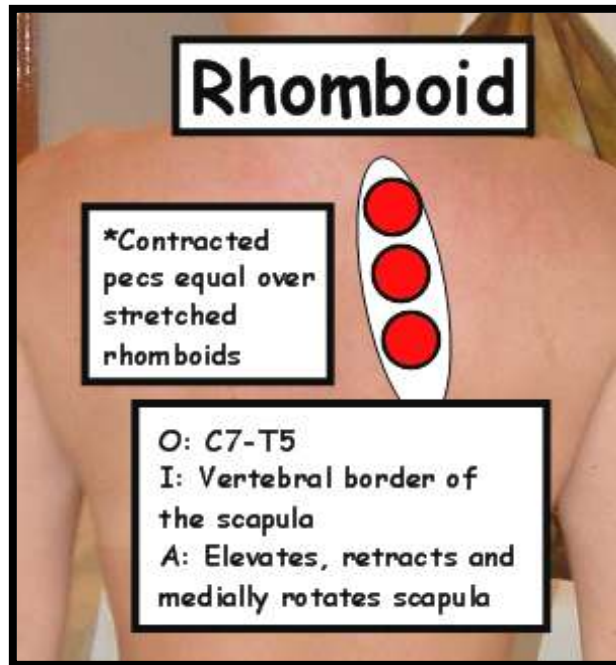 Rhomboid
*Contracted
pecs equal over
stretched
rhomboids
O: C7-T5
I: Vertebral border of
the scapula
A: Elevates, retracts and
medially rotates scapula